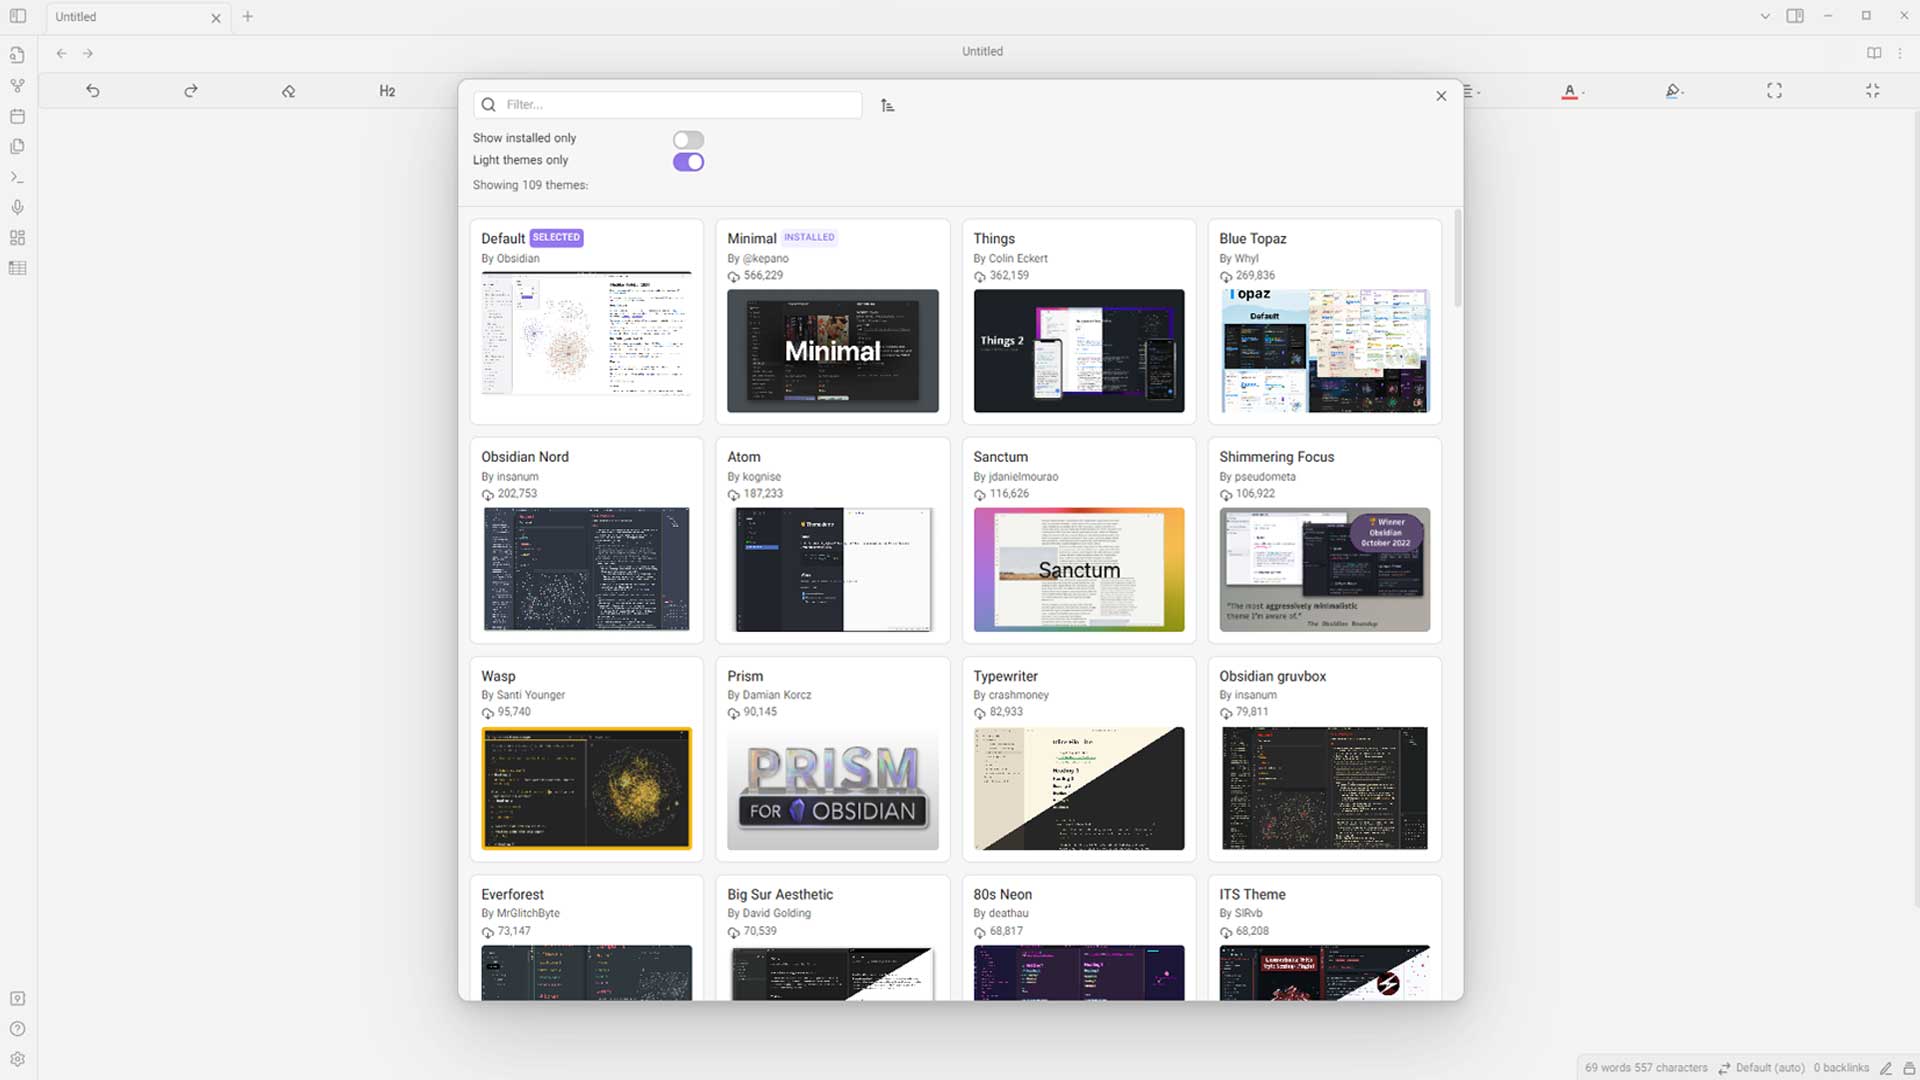 Untitled
Untitled
H2
A
Filter...
Show installed only
Light themes only
Showing 109 themes:
Default SELECTED
By Obsidian
Minimal INSTALLED
By @kepano
566,229
Minimal
Things
By Colin Eckert
362,159
Things 2
Blue Topaz
By Whyl
269,836
Topaz
Default
Obsidian Nord
By insanum
202,753
Atom
By kognise
187,233
Sanctum
By jdanielmourao
116,626
Sanctum
Shimmering Focus
By pseudometa
106,922
Winner
Obsidian
October 2022
"The most aggressively minimalistic
theme I'm aware of."
The Obsidian Roundup
Wasp
By Santi Younger
95,740
Prism
By Damian Korcz
90,145
PRISM
FOR OBSIDIAN
Typewriter
By crashmoney
82,933
Obsidian gruvbox
By insanum
79,811
Everforest
By MrGlitchByte
73,147
Big Sur Aesthetic
By David Golding
70,539
80s Neon
By deathau
68,817
ITS Theme
By SlRvb
68,208
69 words 557 characters
Default (auto)
0 backlinks